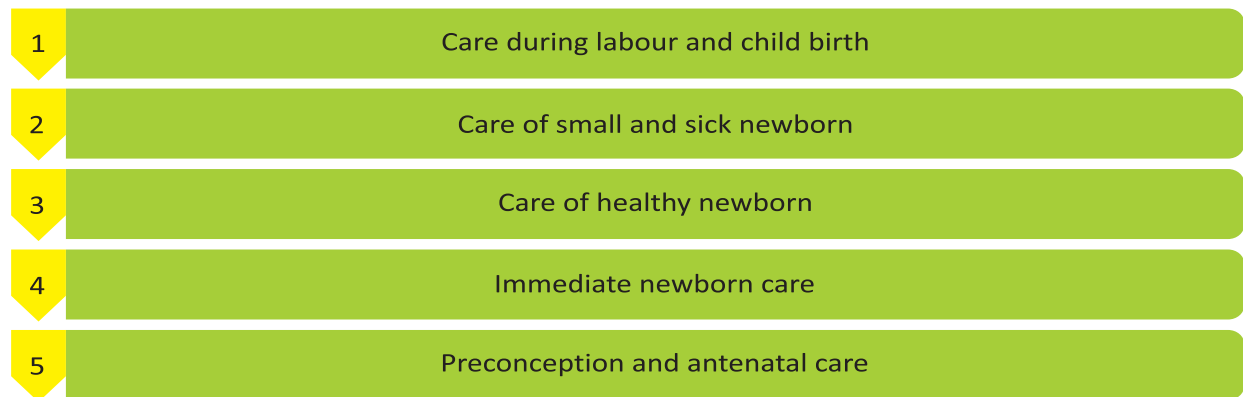 1 Care during labour and child birth
2 Care of small and sick newborn
3 Care of healthy newborn
4 Immediate newborn care
5 Preconception and antenatal care